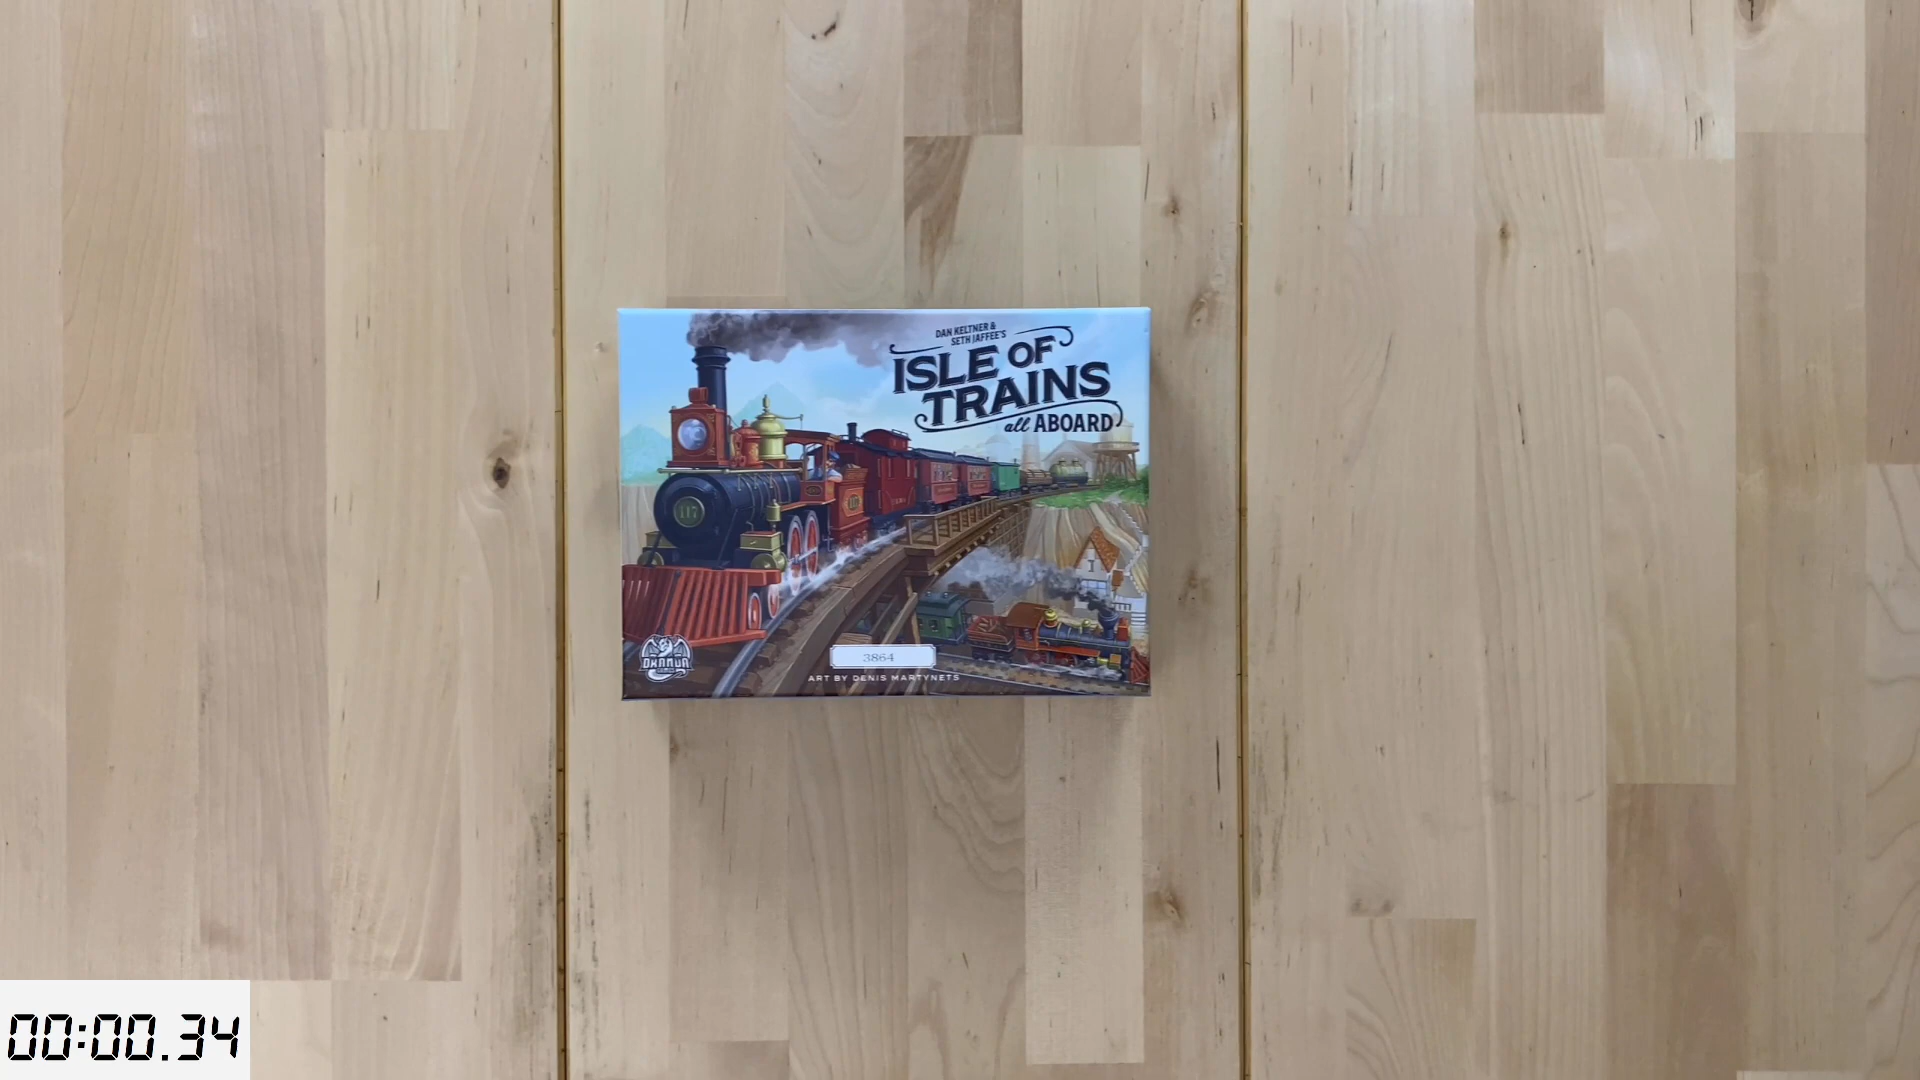 DAN KELTNER &
SETH JAFFEE'S
ISLE OF
TRAINS
all ABOARD
117
3864
ART BY DENIS MARTYNETS
00:00.34